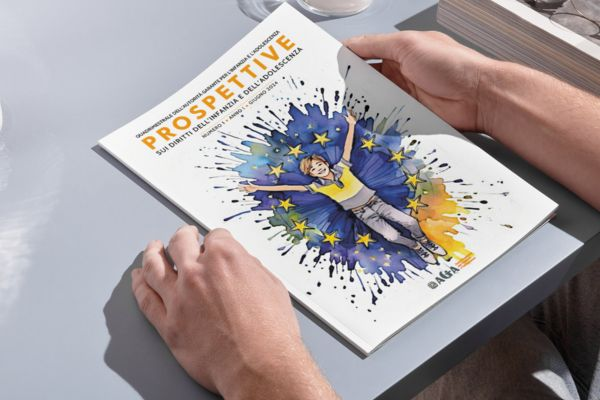 QUADRIMESTRALE DELL'AUTORITÀ GARANTE PER L'INFANZIA E L'ADOLESCENZA
PROSPETTIVE
SUI DIRITTI DELL'INFANZIA E DELL'ADOLESCENZA
NUMERO 1 • ANNO I • GIUGNO 2024
AGIA